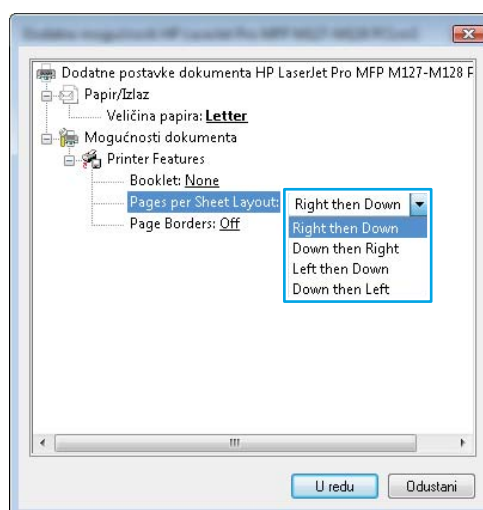 Dodatne postavke dokumenta HP LaserJet Pro MFP M127-M128 P
Papir/Izlaz
Veličina papira: Letter
Mogućnosti dokumenta
Printer Features
Booklet: None
Pages per Sheet Layout: Right then Down
Right then Down
Page Borders: Off
Down then Right
Left then Down
Down then Left
U redu Odustani